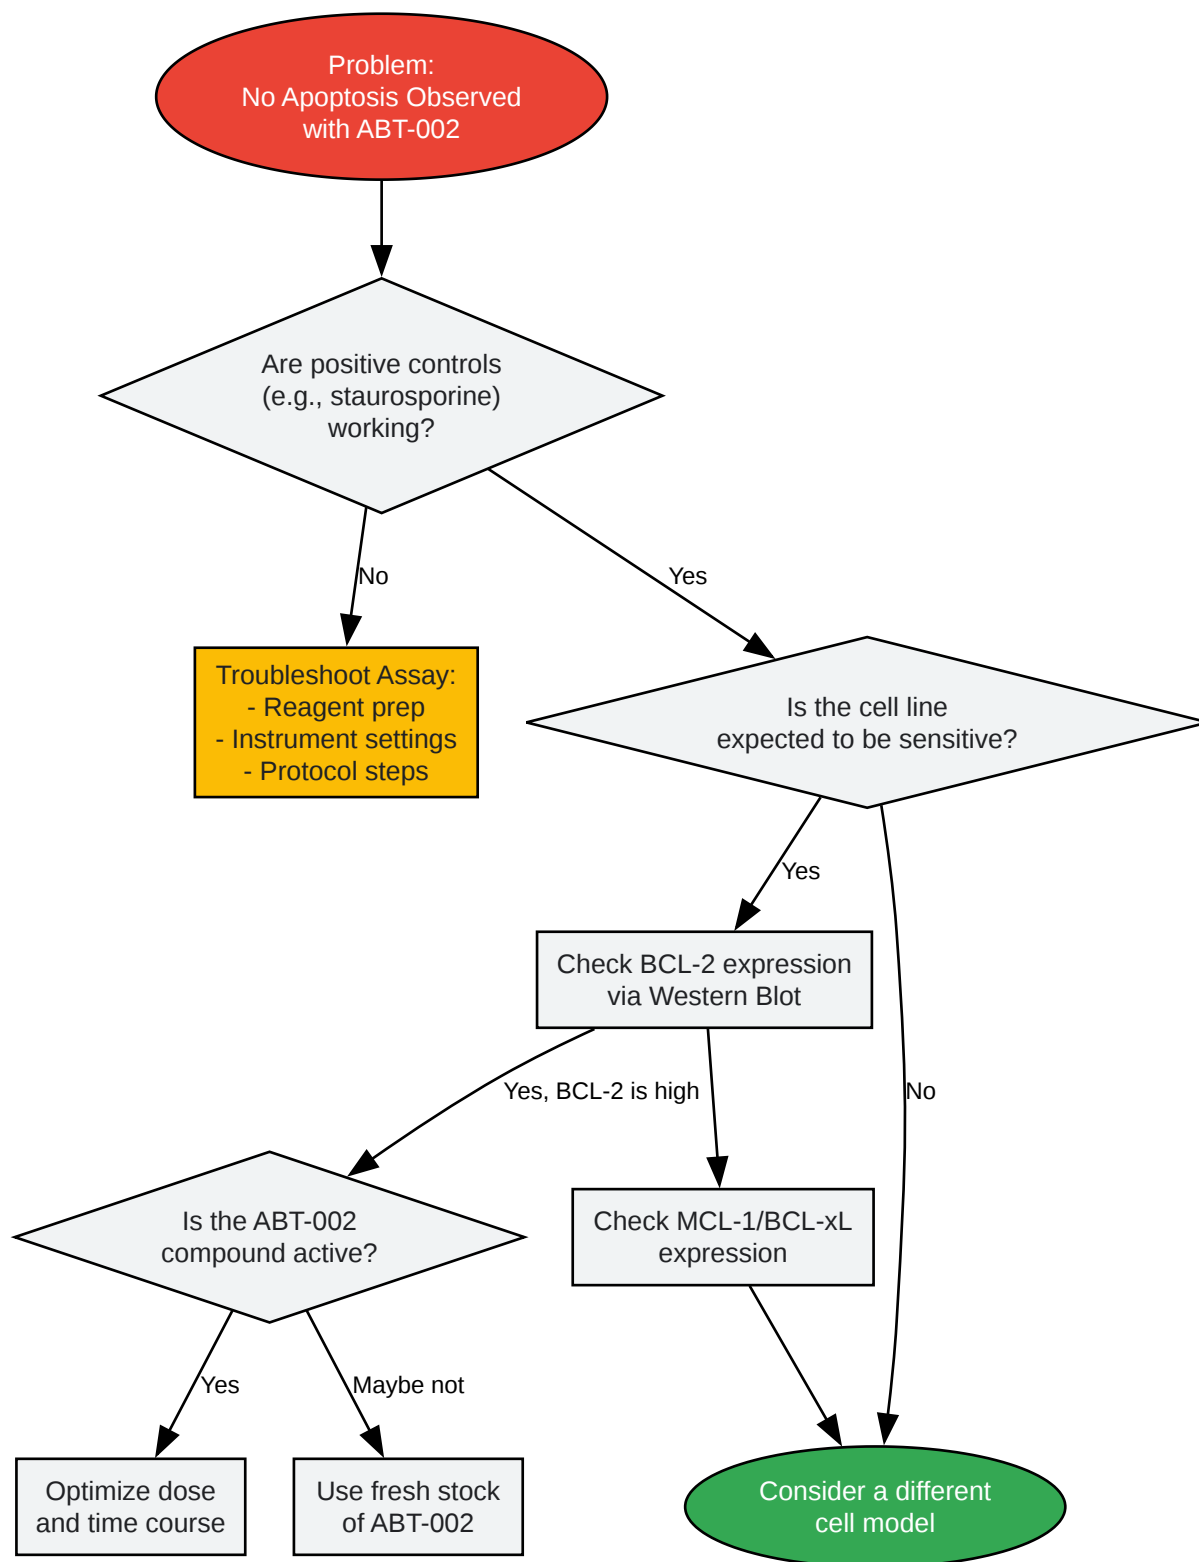 Problem:
No Apoptosis Observed
with ABT-002
Are positive controls
(e.g., staurosporine)
working?
No
Yes
Troubleshoot Assay:
- Reagent prep
- Instrument settings
- Protocol steps
Is the cell line
expected to be sensitive?
Yes
Check BCL-2 expression
via Western Blot
Yes, BCL-2 is high
No
Is the ABT-002
compound active?
Check MCL-1/BCL-xL
expression
Yes
Maybe not
Optimize dose
and time course
Use fresh stock
of ABT-002
Consider a different
cell model